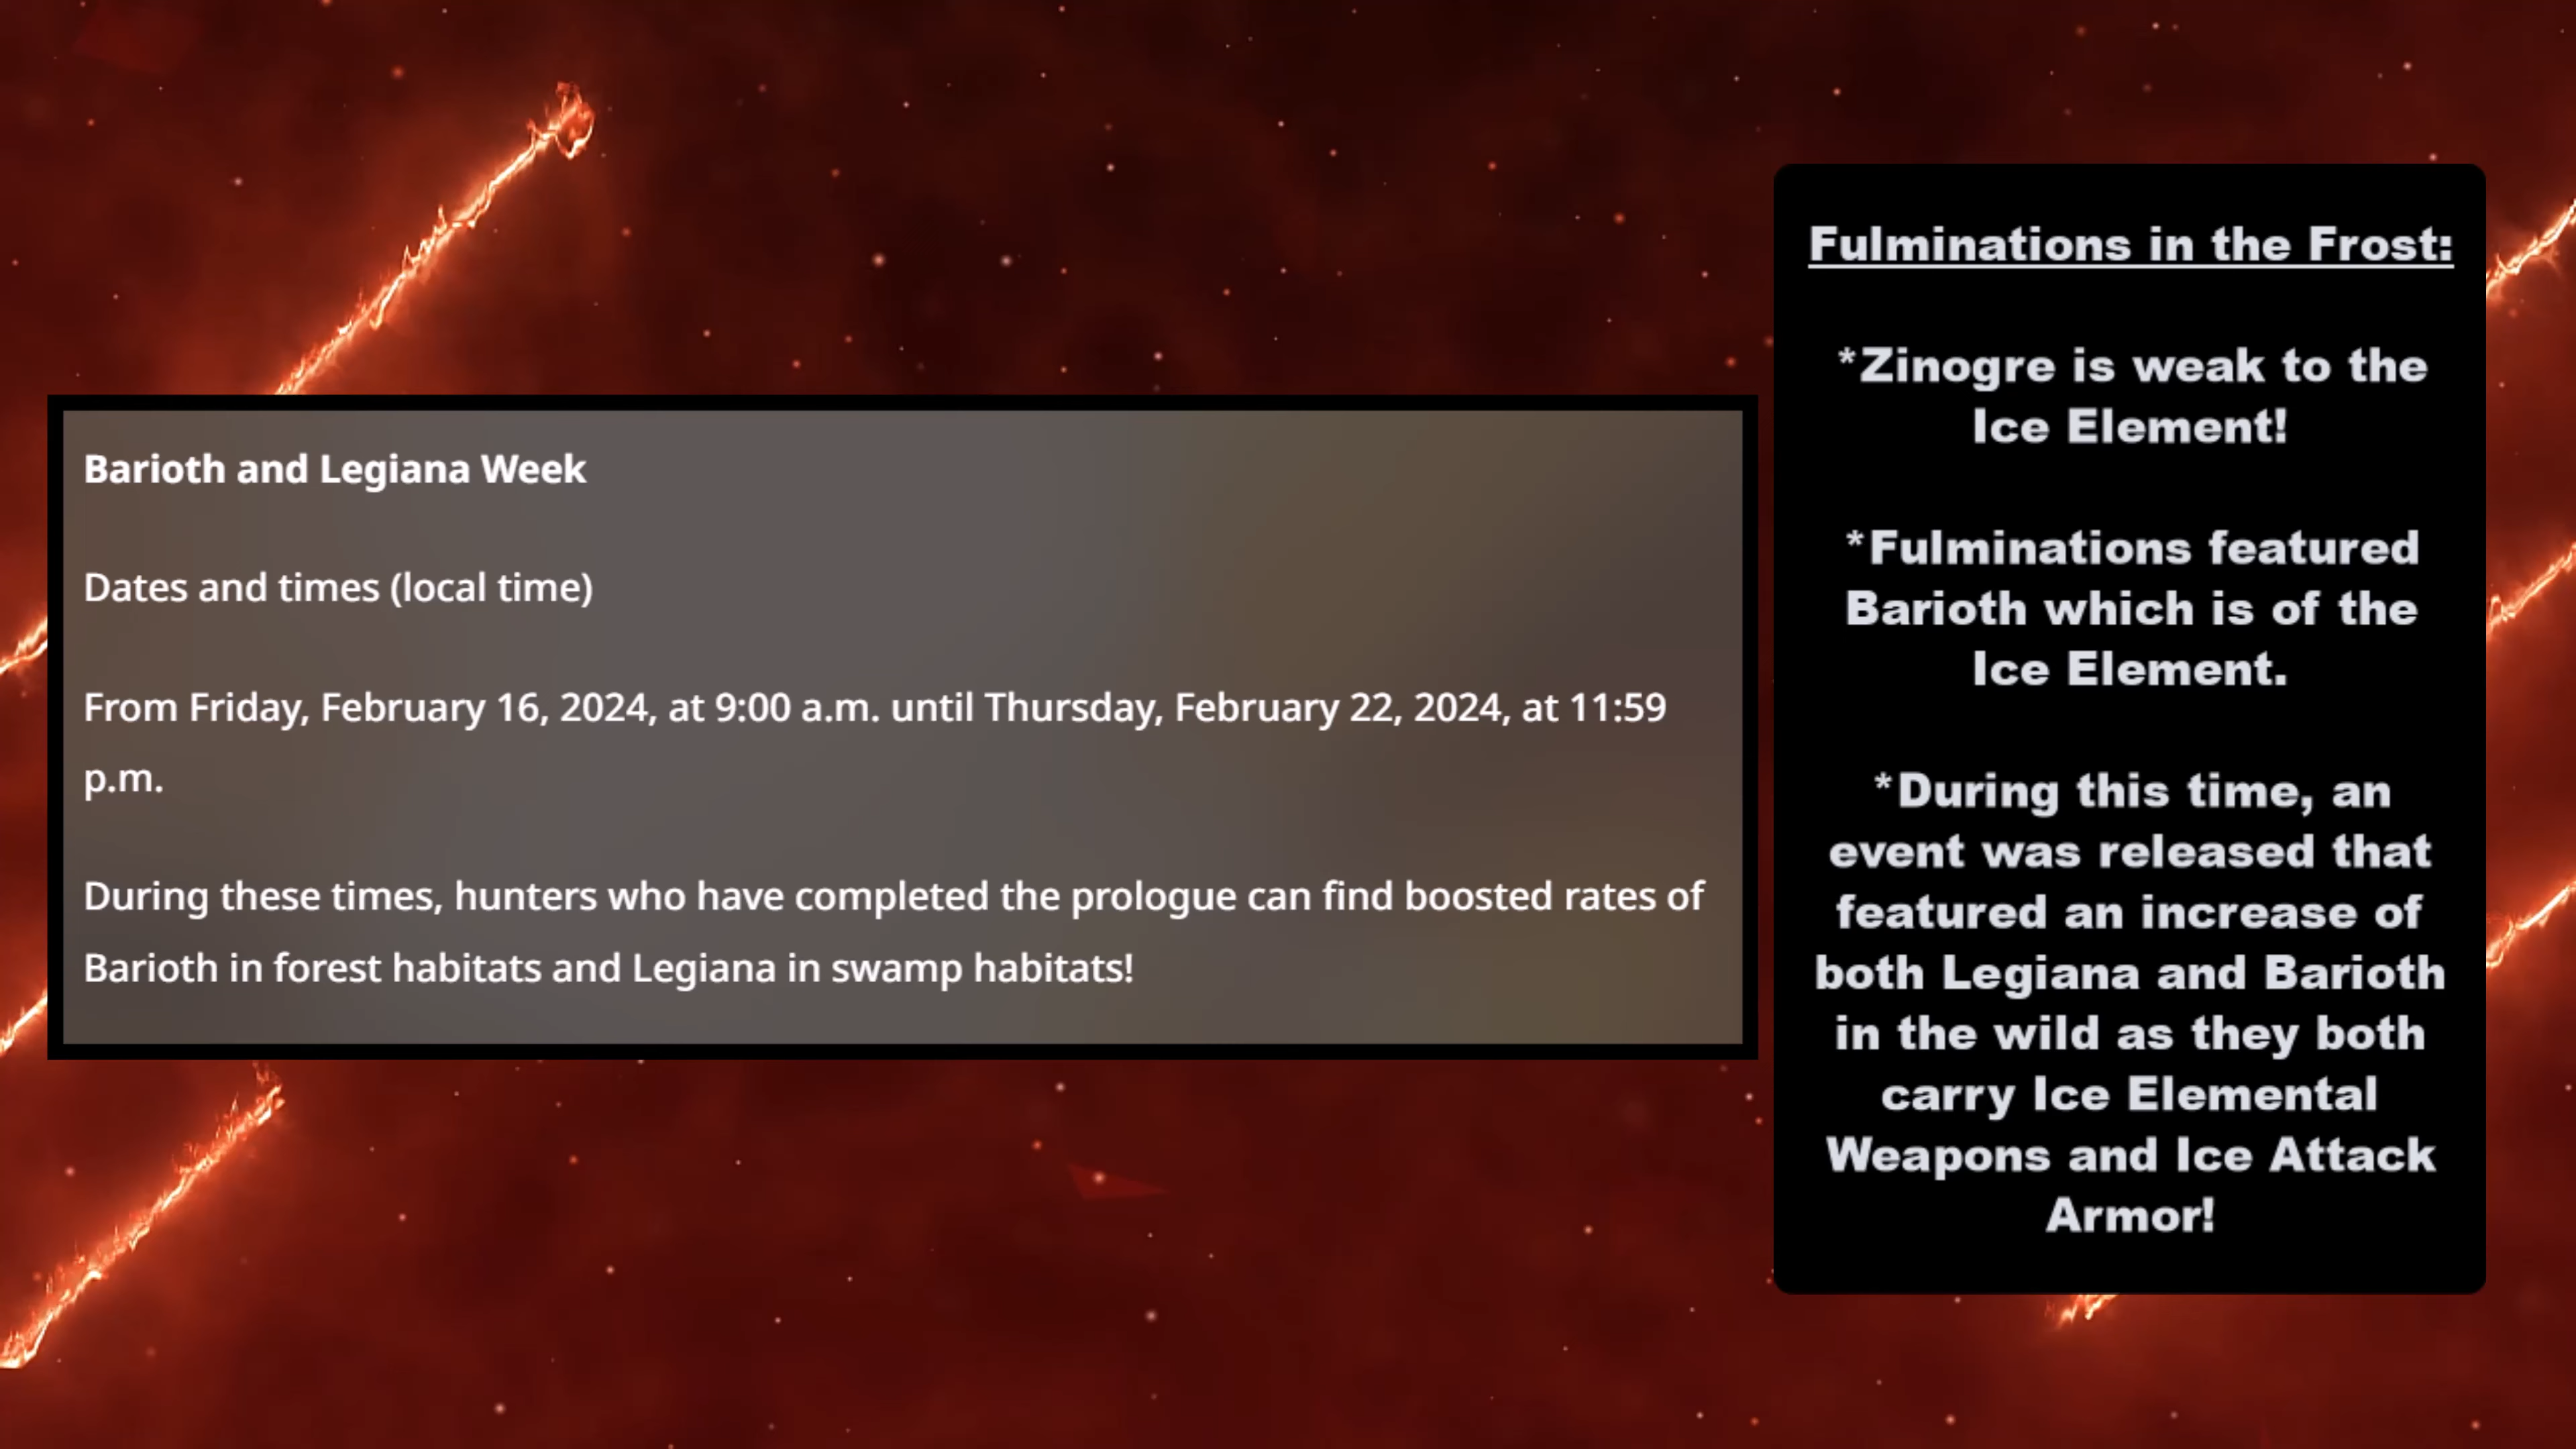 Barioth and Legiana Week
Dates and times (local time)
From Friday, February 16, 2024, at 9:00 a.m. until Thursday, February 22, 2024, at 11:59
p.m.
During these times, hunters who have completed the prologue can find boosted rates of
Barioth in forest habitats and Legiana in swamp habitats!
Fulminations in the Frost:
*Zinogre is weak to the
Ice Element!
*Fulminations featured
Barioth which is of the
Ice Element.
*During this time, an
event was released that
featured an increase of
both Legiana and Barioth
in the wild as they both
carry Ice Elemental
Weapons and Ice Attack
Armor!